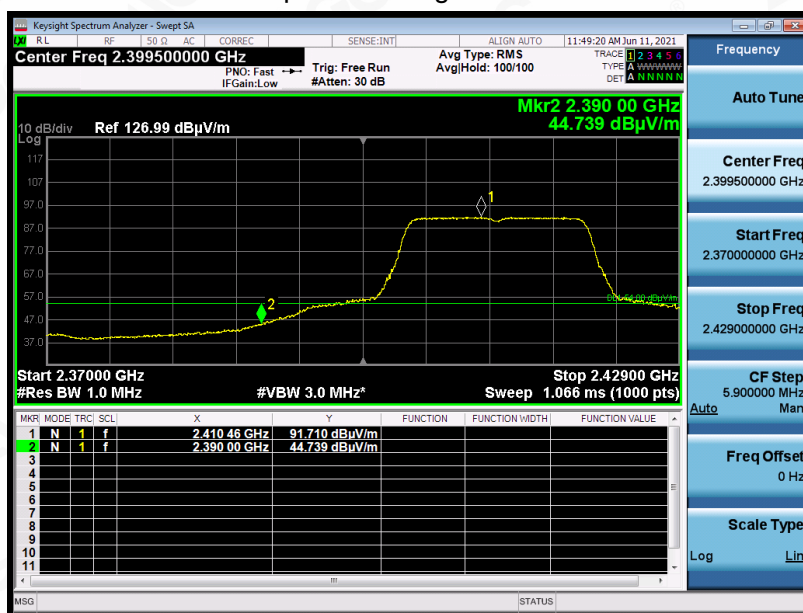 Keysight Spectrum Analyzer - Swept SA
LXI RL RF 50 Ω AC CORREC SENSE:INT ALIGN AUTO 11:49:20 AM Jun 11, 2021
Center Freq 2.399500000 GHz
PNO: Fast
IFGain:Low
Trig: Free Run
#Atten: 30 dB
Avg Type: RMS
Avg|Hold: 100/100
TRACE 1 2 3 4 5 6
TYPE A WWWWW
DET A N N N N N
Mkr2 2.390 00 GHz
44.739 dBµV/m
10 dB/div Ref 126.99 dBµV/m
Log
117
107
97.0
87.0
77.0
67.0
57.0
47.0
37.0
1
2
Start 2.37000 GHz Stop 2.42900 GHz
#Res BW 1.0 MHz #VBW 3.0 MHz* Sweep 1.066 ms (1000 pts)
MKR MODE TRC SCL X Y FUNCTION FUNCTION WIDTH FUNCTION VALUE
1 N 1 f 2.410 46 GHz 91.710 dBµV/m
2 N 1 f 2.390 00 GHz 44.739 dBµV/m
3
4
5
6
7
8
9
10
11
MSG STATUS
Frequency
Auto Tune
Center Freq
2.399500000 GHz
Start Freq
2.370000000 GHz
Stop Freq
2.429000000 GHz
CF Step
5.900000 MHz
Auto Man
Freq Offset
0 Hz
Scale Type
Log Lin